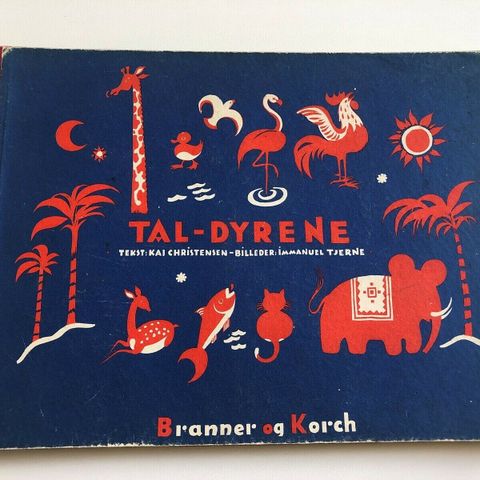 TAL-DYRENE
TEKST: KAI CHRISTENSEN - BILLEDER: IMMANUEL TJERNE
Branner og Korch